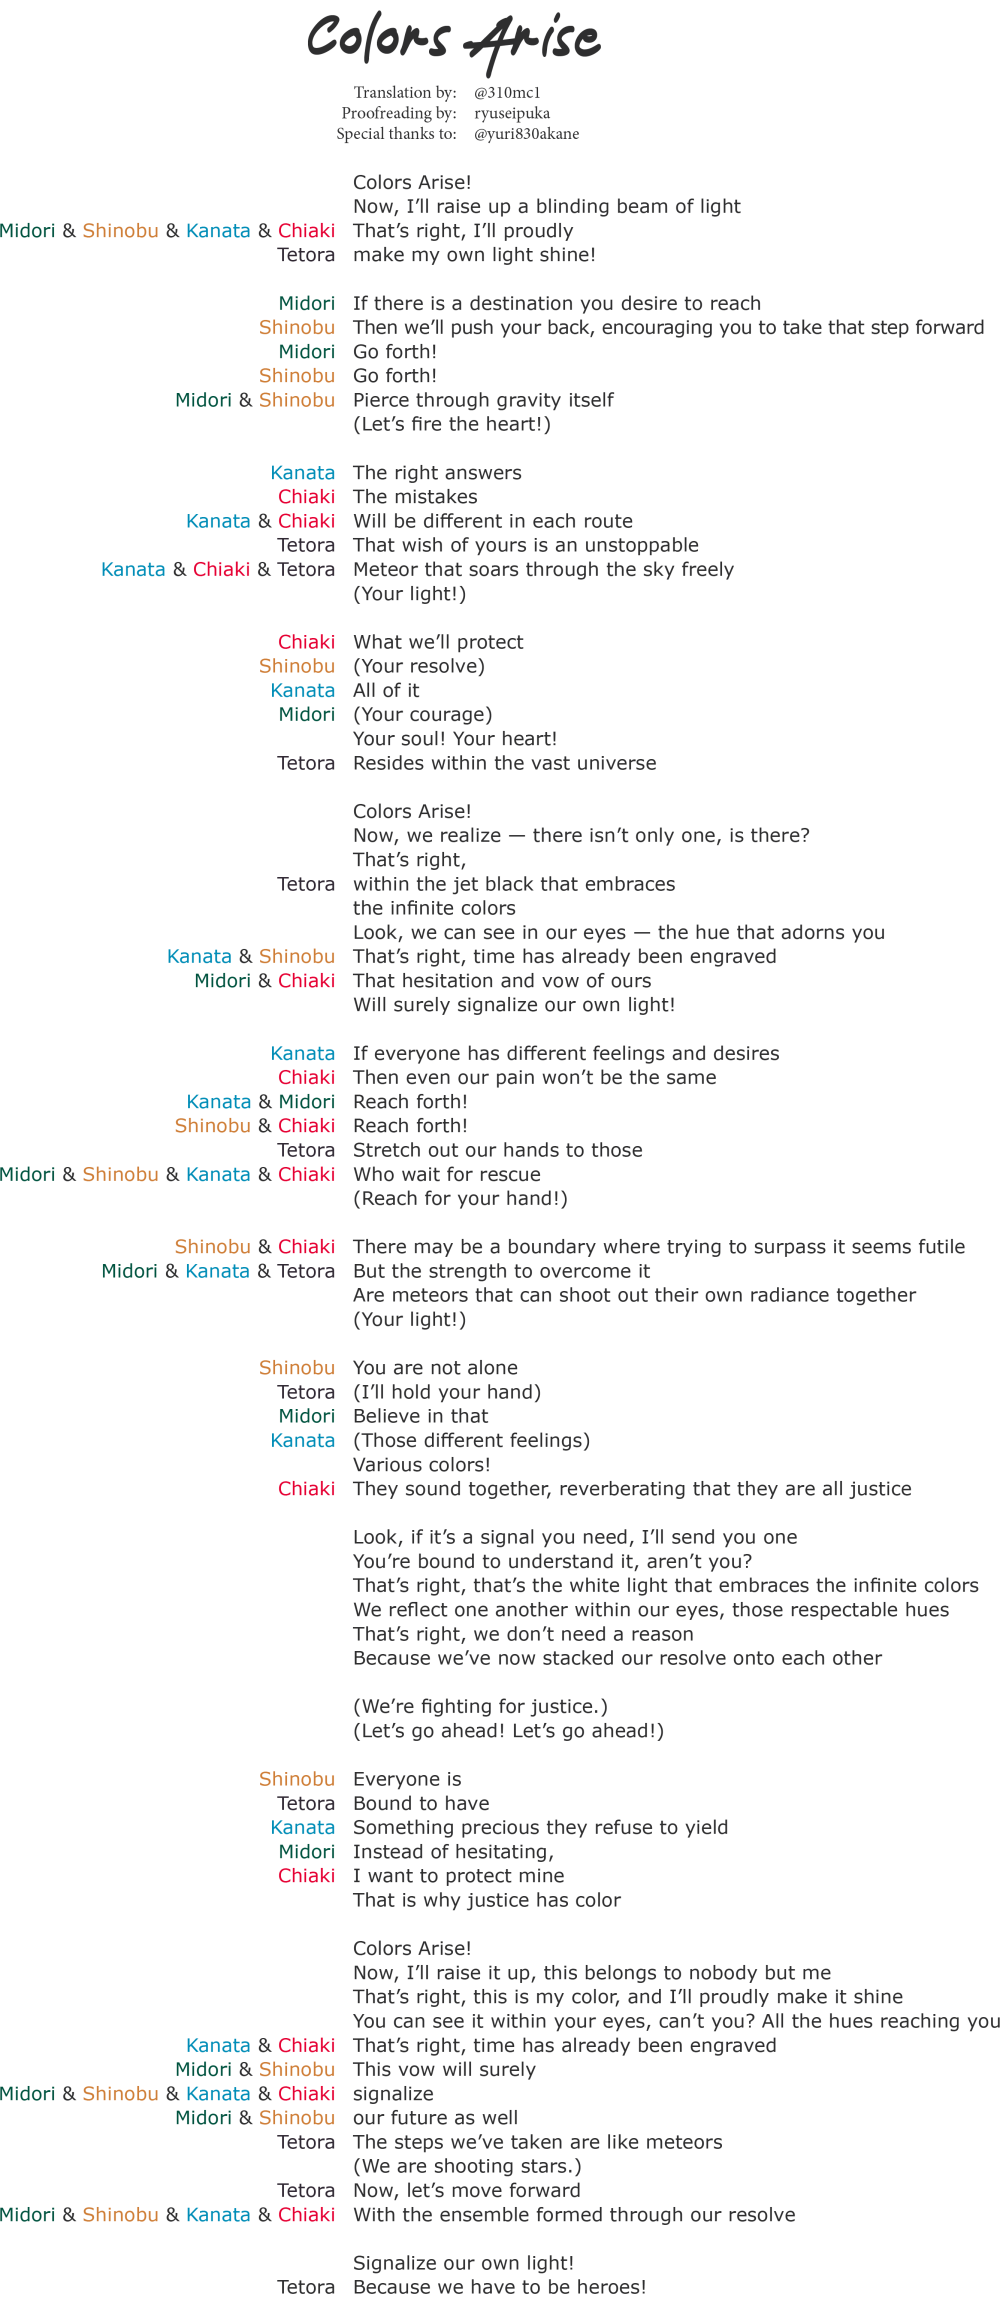 Colors Arise
Translation by: @310mc1
Proofreading by: ryuseipuka
Special thanks to: @yuri830akane
Colors Arise!
Now, I’ll raise up a blinding beam of light
Midori & Shinobu & Kanata & Chiaki That’s right, I’ll proudly
Tetora make my own light shine!
Midori If there is a destination you desire to reach
Shinobu Then we’ll push your back, encouraging you to take that step forward
Midori Go forth!
Shinobu Go forth!
Midori & Shinobu Pierce through gravity itself
(Let’s fire the heart!)
Kanata The right answers
Chiaki The mistakes
Kanata & Chiaki Will be different in each route
Tetora That wish of yours is an unstoppable
Kanata & Chiaki & Tetora Meteor that soars through the sky freely
(Your light!)
Chiaki What we’ll protect
Shinobu (Your resolve)
Kanata All of it
Midori (Your courage)
Your soul! Your heart!
Tetora Resides within the vast universe
Colors Arise!
Now, we realize — there isn’t only one, is there?
That’s right,
Tetora within the jet black that embraces
the infinite colors
Look, we can see in our eyes — the hue that adorns you
Kanata & Shinobu That’s right, time has already been engraved
Midori & Chiaki That hesitation and vow of ours
Will surely signalize our own light!
Kanata If everyone has different feelings and desires
Chiaki Then even our pain won’t be the same
Kanata & Midori Reach forth!
Shinobu & Chiaki Reach forth!
Tetora Stretch out our hands to those
Midori & Shinobu & Kanata & Chiaki Who wait for rescue
(Reach for your hand!)
Shinobu & Chiaki There may be a boundary where trying to surpass it seems futile
Midori & Kanata & Tetora But the strength to overcome it
Are meteors that can shoot out their own radiance together
(Your light!)
Shinobu You are not alone
Tetora (I’ll hold your hand)
Midori Believe in that
Kanata (Those different feelings)
Various colors!
Chiaki They sound together, reverberating that they are all justice
Look, if it’s a signal you need, I’ll send you one
You’re bound to understand it, aren’t you?
That’s right, that’s the white light that embraces the infinite colors
We reflect one another within our eyes, those respectable hues
That’s right, we don’t need a reason
Because we’ve now stacked our resolve onto each other
(We’re fighting for justice.)
(Let’s go ahead! Let’s go ahead!)
Shinobu Everyone is
Tetora Bound to have
Kanata Something precious they refuse to yield
Midori Instead of hesitating,
Chiaki I want to protect mine
That is why justice has color
Colors Arise!
Now, I’ll raise it up, this belongs to nobody but me
That’s right, this is my color, and I’ll proudly make it shine
You can see it within your eyes, can’t you? All the hues reaching you
Kanata & Chiaki That’s right, time has already been engraved
Midori & Shinobu This vow will surely
Midori & Shinobu & Kanata & Chiaki signalize
Midori & Shinobu our future as well
Tetora The steps we’ve taken are like meteors
(We are shooting stars.)
Tetora Now, let’s move forward
Midori & Shinobu & Kanata & Chiaki With the ensemble formed through our resolve
Signalize our own light!
Tetora Because we have to be heroes!